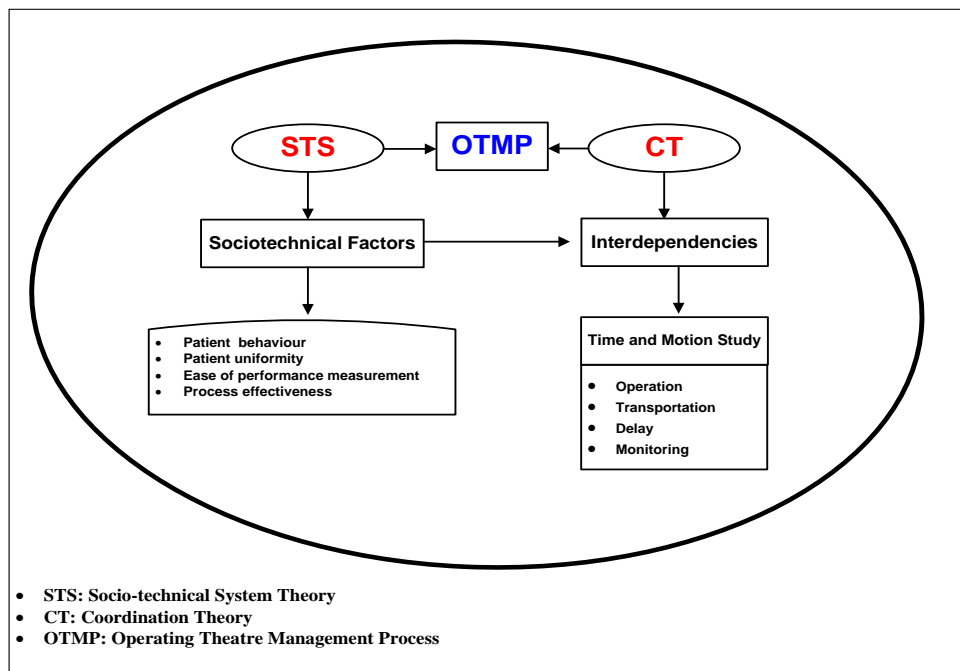 STS
OTMP
CT
Sociotechnical Factors
Interdependencies
• Patient behaviour
• Patient uniformity
• Ease of performance measurement
• Process effectiveness
Time and Motion Study
• Operation
• Transportation
• Delay
• Monitoring
• STS: Socio-technical System Theory
• CT: Coordination Theory
• OTMP: Operating Theatre Management Process